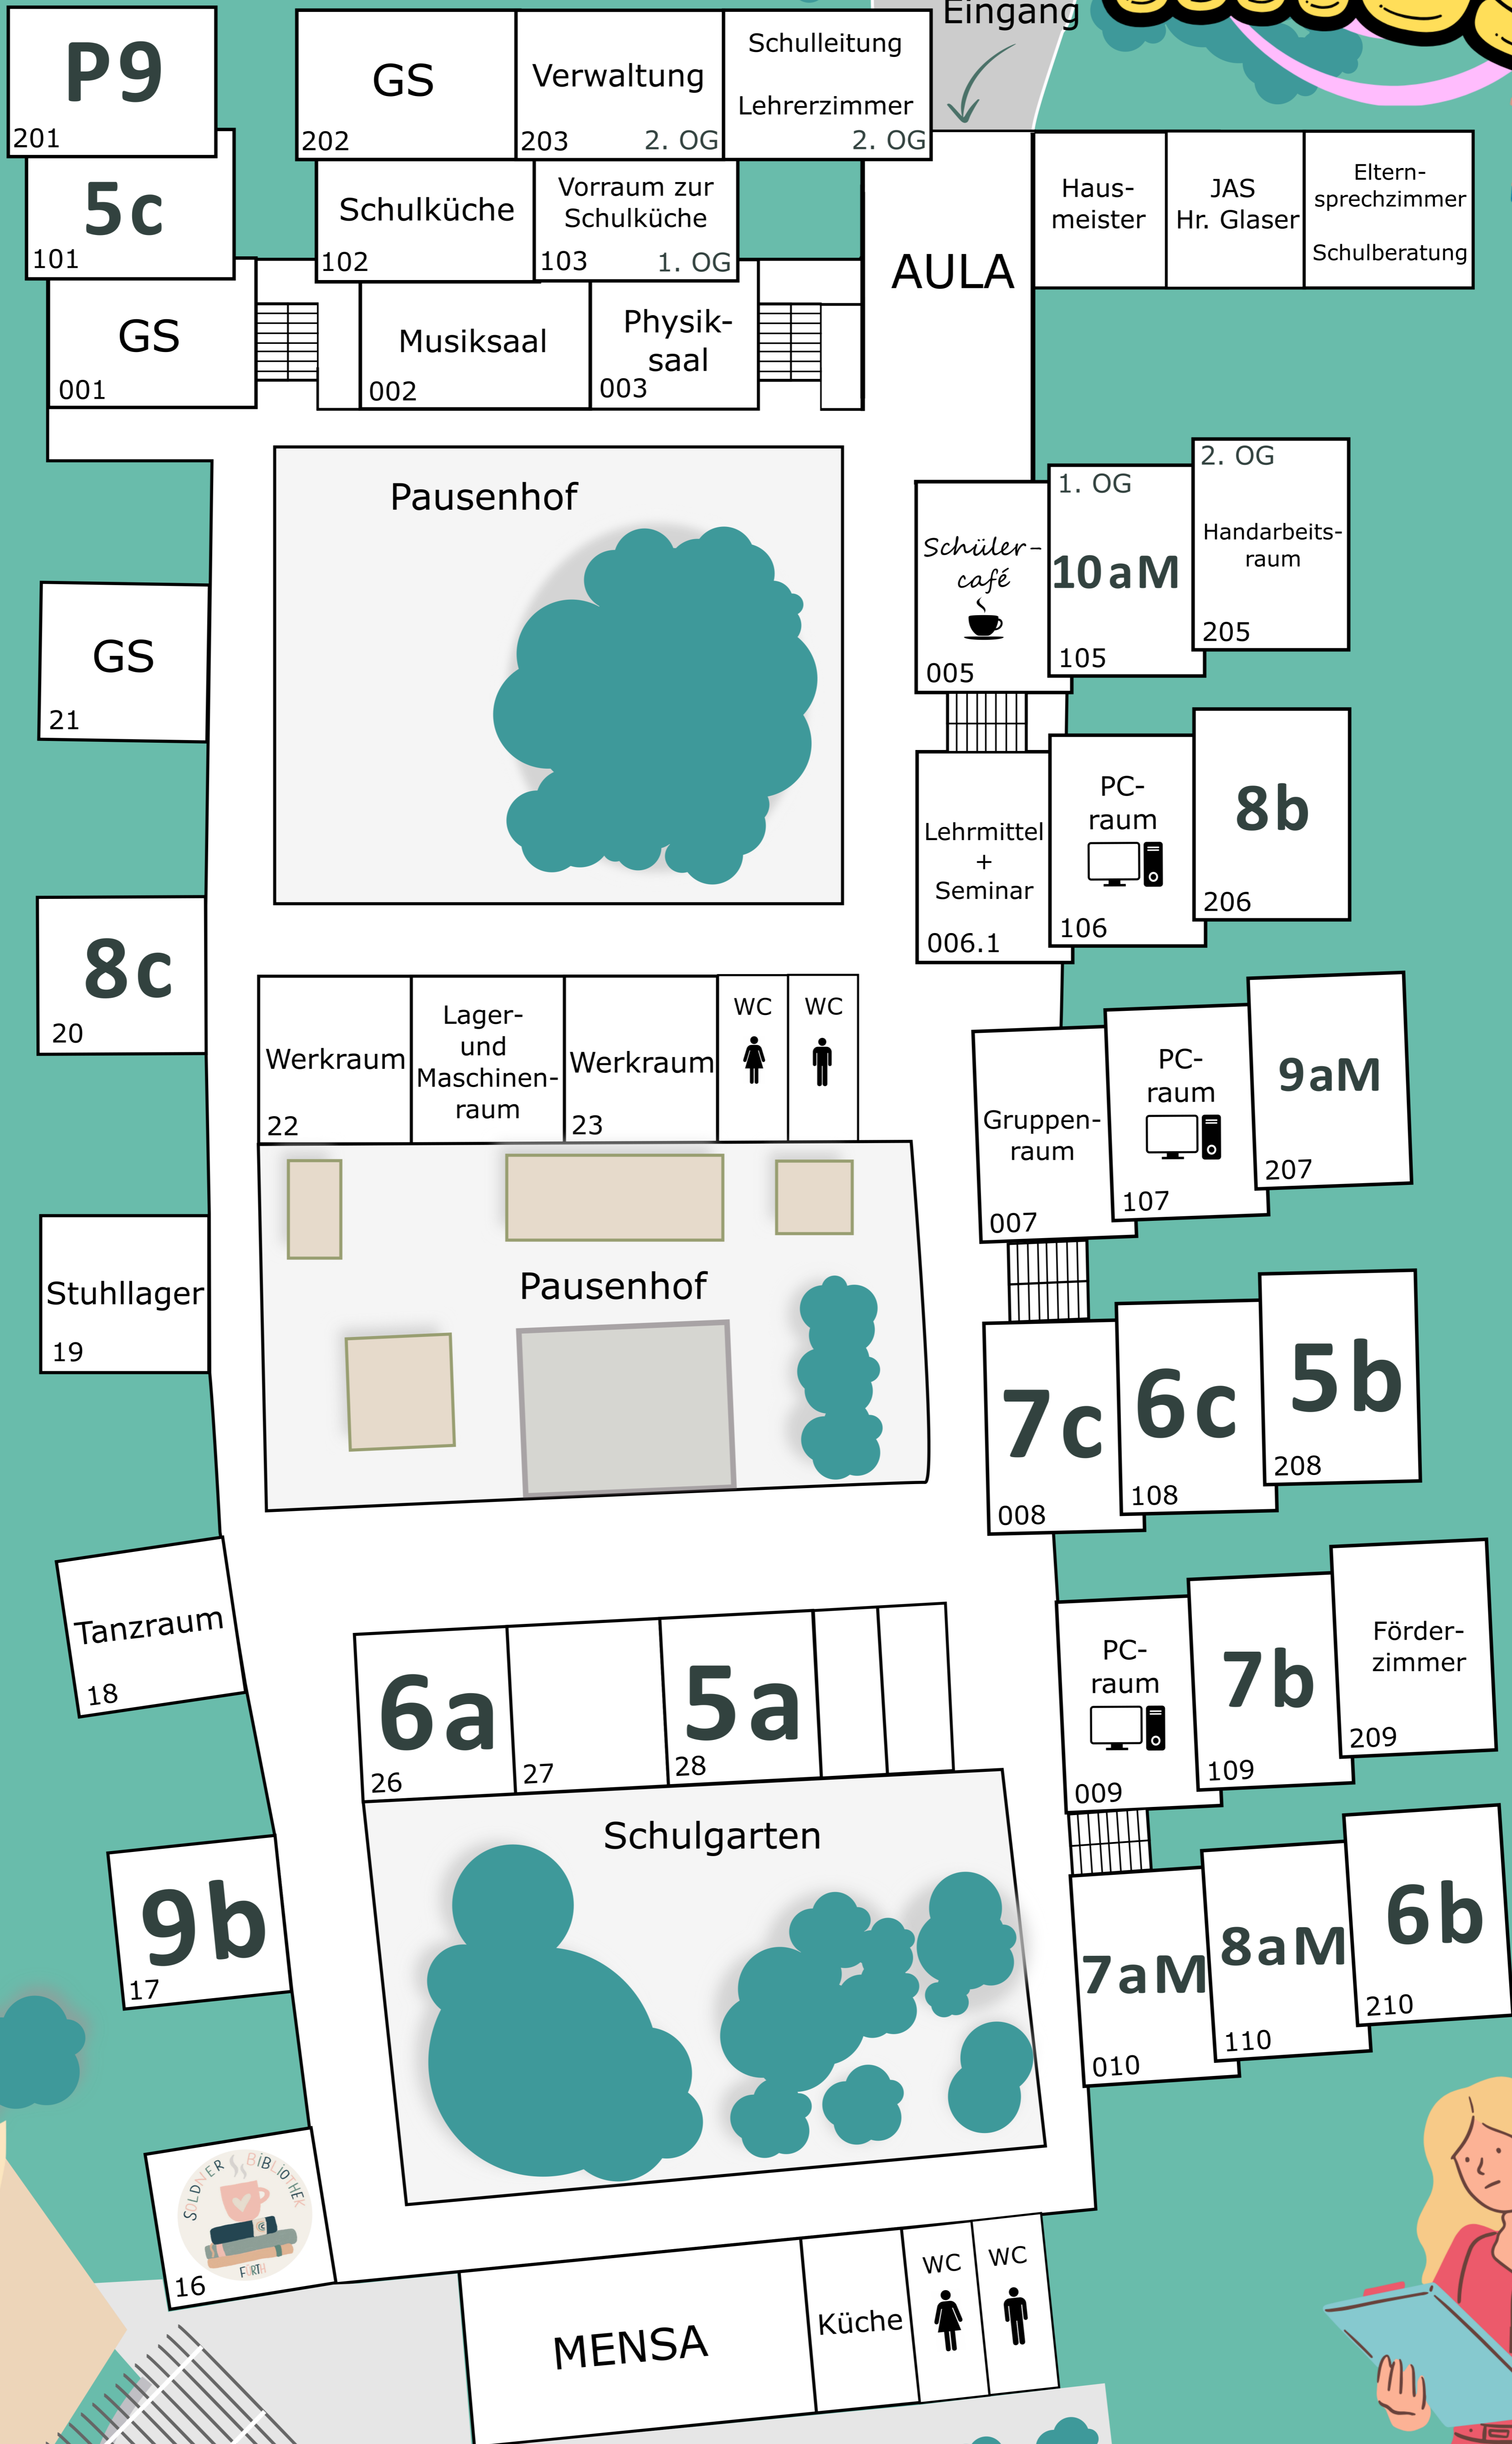 Eingang
P9
201
GS
202
Verwaltung
203
2. OG
Schulleitung
Lehrerzimmer
2. OG
5c
101
Schulküche
102
Vorraum zur
Schulküche
103
1. OG
AULA
Haus-
meister
JAS
Hr. Glaser
Eltern-
sprechzimmer
Schulberatung
GS
001
Musiksaal
002
Physik-
saal
003
Pausenhof
Schüler-
café
005
1. OG
10aM
105
2. OG
Handarbeits-
raum
205
GS
21
Lehrmittel
+
Seminar
006.1
PC-
raum
106
8b
206
8c
20
Werkraum
22
Lager-
und
Maschinen-
raum
Werkraum
23
WC
WC
Gruppen-
raum
007
PC-
raum
107
9aM
207
Stuhllager
19
Pausenhof
7c
008
6c
108
5b
208
Tanzraum
18
6a
26
27
5a
28
PC-
raum
009
7b
109
Förder-
zimmer
209
Schulgarten
9b
17
7aM
010
8aM
110
6b
210
SOLDNER BiBLiOTHEK
FÜRTH
16
MENSA
Küche
WC
WC